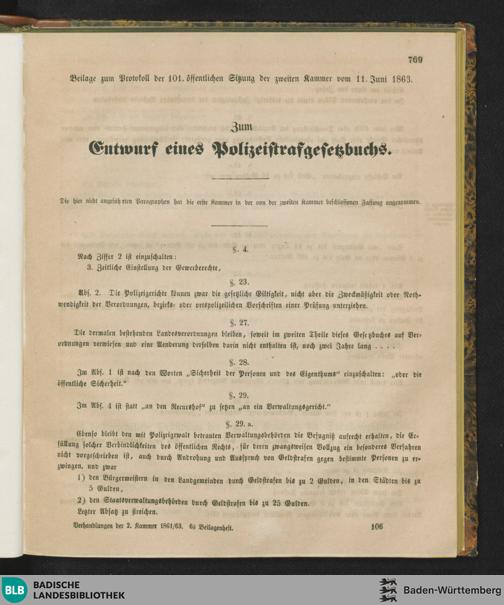 769
Beilage zum Protokoll der 101. öffentlichen Sitzung der zweiten Kammer vom 11. Juni 1863.
Zum
Entwurf eines Polizeistrafgesetzbuchs.
Die hier nicht angeführten Paragraphen hat die erste Kammer in der von der zweiten Kammer beschlossenen Fassung angenommen.
§. 4.
Nach Ziffer 2 ist einzuschalten:
3. Zeitliche Einstellung der Gewerberechte,
§. 23.
Abs. 2. Die Polizeigerichte können zwar die gesetzliche Giltigkeit, nicht aber die Zweckmäßigkeit oder Noth-
wendigkeit der Verordnungen, bezirks- oder ortspolizeilichen Vorschriften einer Prüfung unterziehen.
§. 27.
Die dermalen bestehenden Landesverordnungen bleiben, soweit im zweiten Theile dieses Gesetzbuches auf Ver-
ordnungen verwiesen und eine Aenderung derselben darin nicht enthalten ist, noch zwei Jahre lang . . . .
§. 28.
Im Abs. 1 ist nach den Worten „Sicherheit der Personen und des Eigenthums" einzuschalten: „oder die
öffentliche Sicherheit."
§. 29.
Im Abs. 4 ist statt „an den Recurshof" zu setzen „an ein Verwaltungsgericht."
§. 29. a.
Ebenso bleibt den mit Polizeigewalt betrauten Verwaltungsbehörden die Befugniß aufrecht erhalten, die Er-
füllung solcher Verbindlichkeiten des öffentlichen Rechts, für deren zwangsweisen Vollzug ein besonderes Verfahren
nicht vorgeschrieben ist, auch durch Androhung und Ausspruch von Geldstrafen gegen bestimmte Personen zu er-
zwingen, und zwar
1) den Bürgermeistern in den Landgemeinden durch Geldstrafen bis zu 2 Gulden, in den Städten bis zu
5 Gulden,
2) den Staatsverwaltungsbehörden durch Geldstrafen bis zu 25 Gulden.
Letzter Absatz zu streichen.
Verhandlungen der 2. Kammer 1861/63. 6s Beilagenheft. 106
BLB BADISCHE
LANDESBIBLIOTHEK
Baden-Württemberg